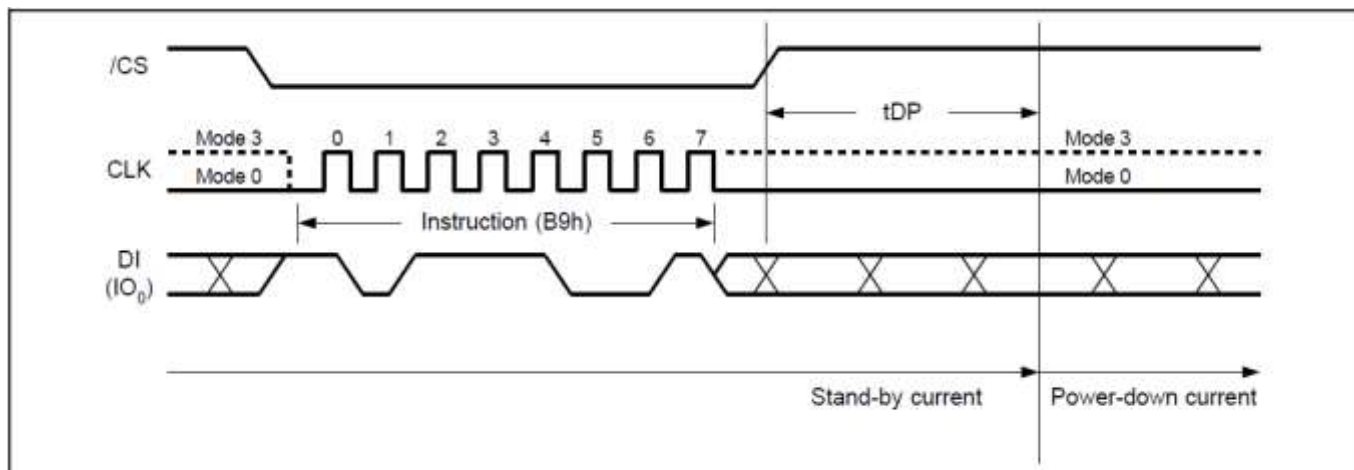 /CS
tDP
Mode 3 0 1 2 3 4 5 6 7 Mode 3
CLK
Mode 0 Mode 0
Instruction (B9h)
DI
(IO₀)
Stand-by current Power-down current